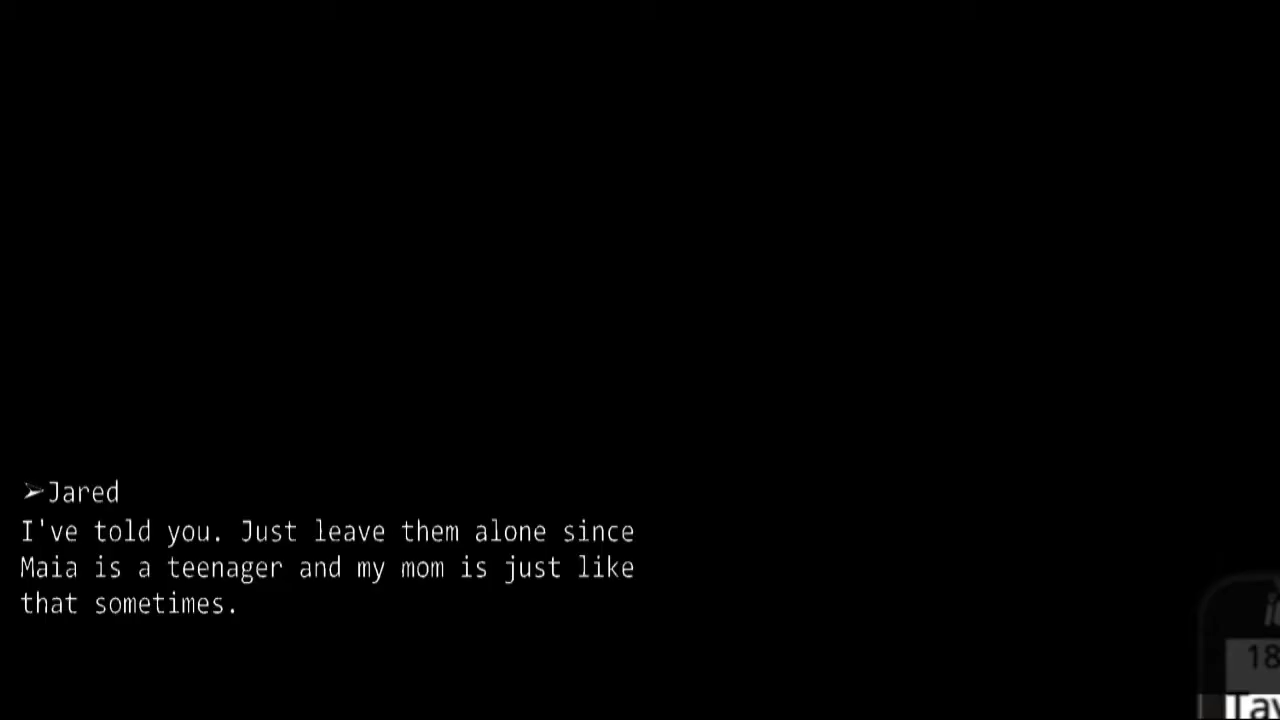 ➢Jared
I've told you. Just leave them alone since
Maia is a teenager and my mom is just like
that sometimes.
18